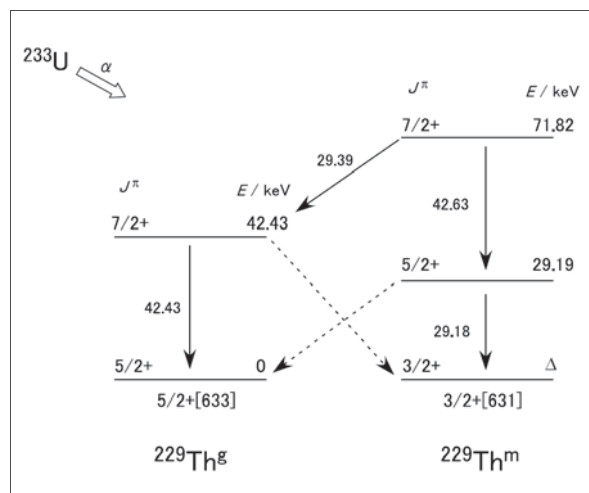 ²³³U
α
Jπ E / keV
7/2+ 71.82
29.39
Jπ E / keV
7/2+ 42.43
42.63
5/2+ 29.19
42.43
29.18
5/2+ 0
3/2+ Δ
5/2+[633]
3/2+[631]
²²⁹Thᵍ
²²⁹Thᵐ